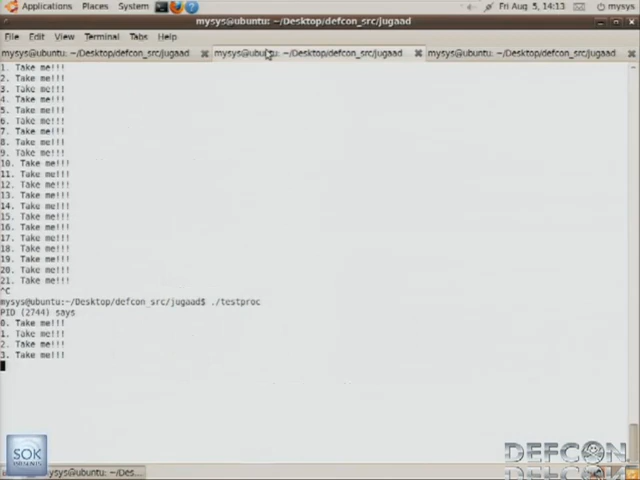 Applications Places System Fri Aug 5, 14:13 mysys
mysys@ubuntu: ~/Desktop/defcon_src/jugaad
File Edit View Terminal Tabs Help
mysys@ubuntu: ~/Desktop/defcon_src/jugaad mysys@ubuntu: ~/Desktop/defcon_src/jugaad mysys@ubuntu: ~/Desktop/defcon_src/jugaad
1. Take me!!!
2. Take me!!!
3. Take me!!!
4. Take me!!!
5. Take me!!!
6. Take me!!!
7. Take me!!!
8. Take me!!!
9. Take me!!!
10. Take me!!!
11. Take me!!!
12. Take me!!!
13. Take me!!!
14. Take me!!!
15. Take me!!!
16. Take me!!!
17. Take me!!!
18. Take me!!!
19. Take me!!!
20. Take me!!!
21. Take me!!!
^C
mysys@ubuntu:~/Desktop/defcon_src/jugaad$ ./testproc
PID (2744) says
0. Take me!!!
1. Take me!!!
2. Take me!!!
3. Take me!!!
SOK
DEFCON
mysys@ubuntu: ~/Des...